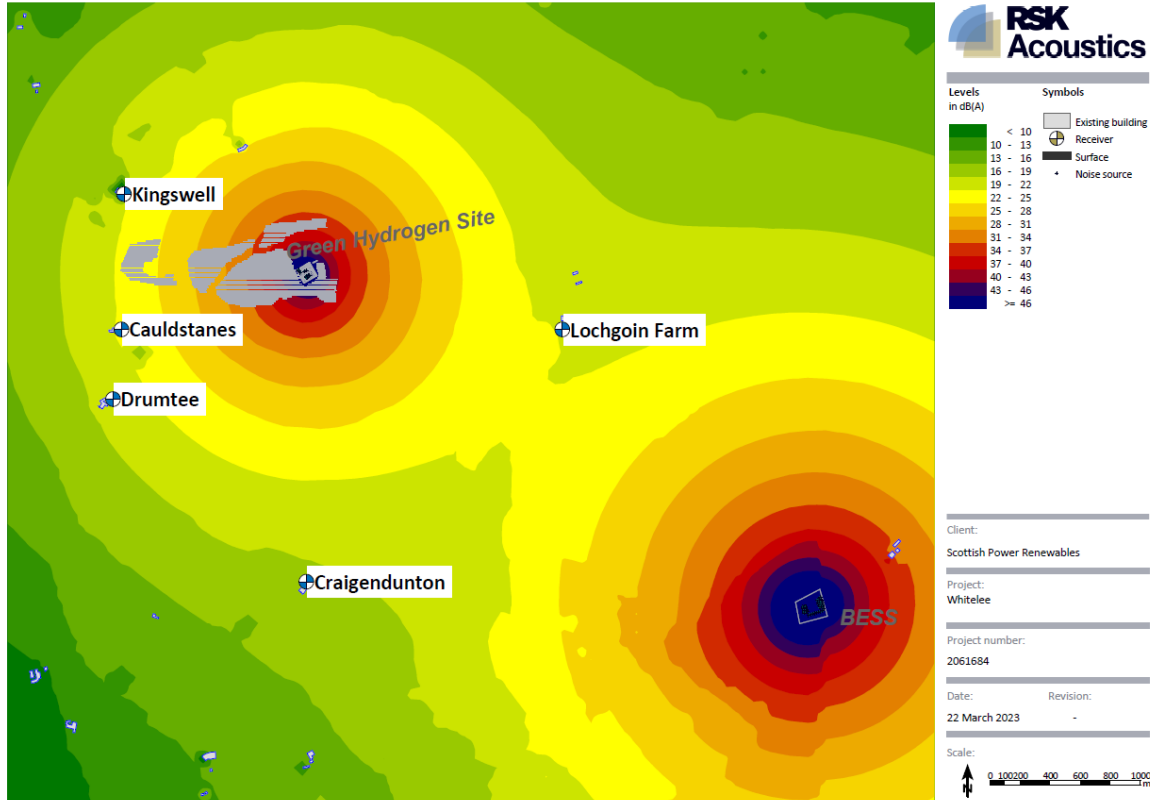 Kingswell
Green Hydrogen Site
Cauldstanes
Lochgoin Farm
Drumtee
Craigendunton
BESS
RSK
Acoustics
Levels
in dB(A)
< 10
10 - 13
13 - 16
16 - 19
19 - 22
22 - 25
25 - 28
28 - 31
31 - 34
34 - 37
37 - 40
40 - 43
43 - 46
>= 46
Symbols
Existing building
Receiver
Surface
Noise source
Client:
Scottish Power Renewables
Project:
Whitelee
Project number:
2061684
Date: Revision:
22 March 2023 -
Scale:
N
0 100200 400 600 800 1000
m